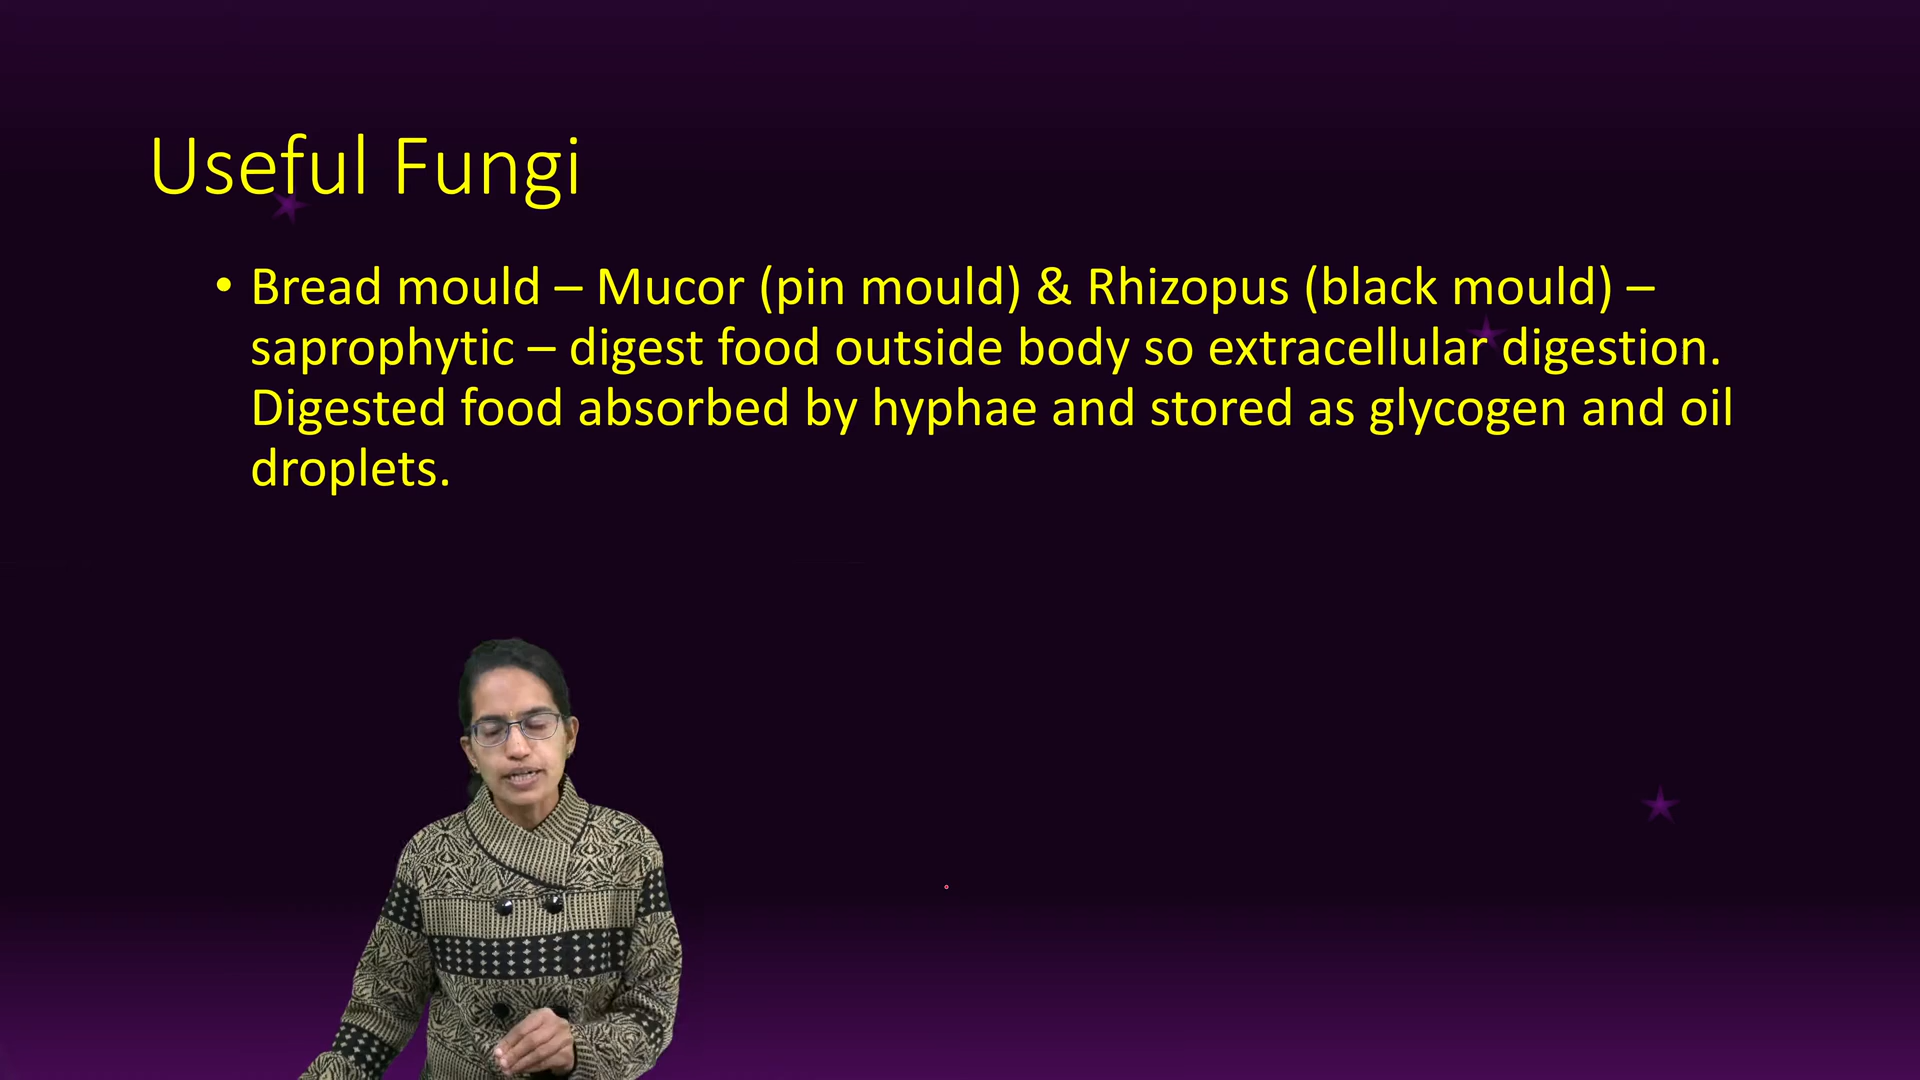 Useful Fungi
• Bread mould – Mucor (pin mould) & Rhizopus (black mould) –
saprophytic – digest food outside body so extracellular digestion.
Digested food absorbed by hyphae and stored as glycogen and oil
droplets.